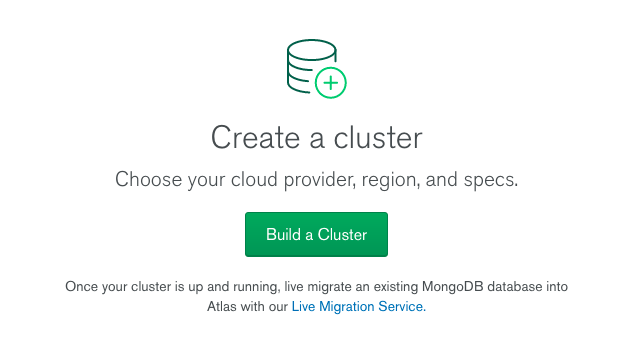 Create a cluster
Choose your cloud provider, region, and specs.
Build a Cluster
Once your cluster is up and running, live migrate an existing MongoDB database into
Atlas with our Live Migration Service.